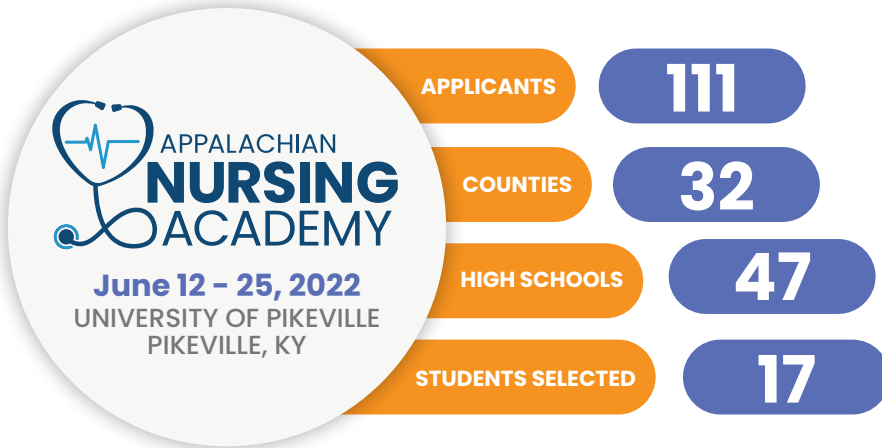 APPALACHIAN
NURSING
ACADEMY
June 12 - 25, 2022
UNIVERSITY OF PIKEVILLE
PIKEVILLE, KY
APPLICANTS 111
COUNTIES 32
HIGH SCHOOLS 47
STUDENTS SELECTED 17